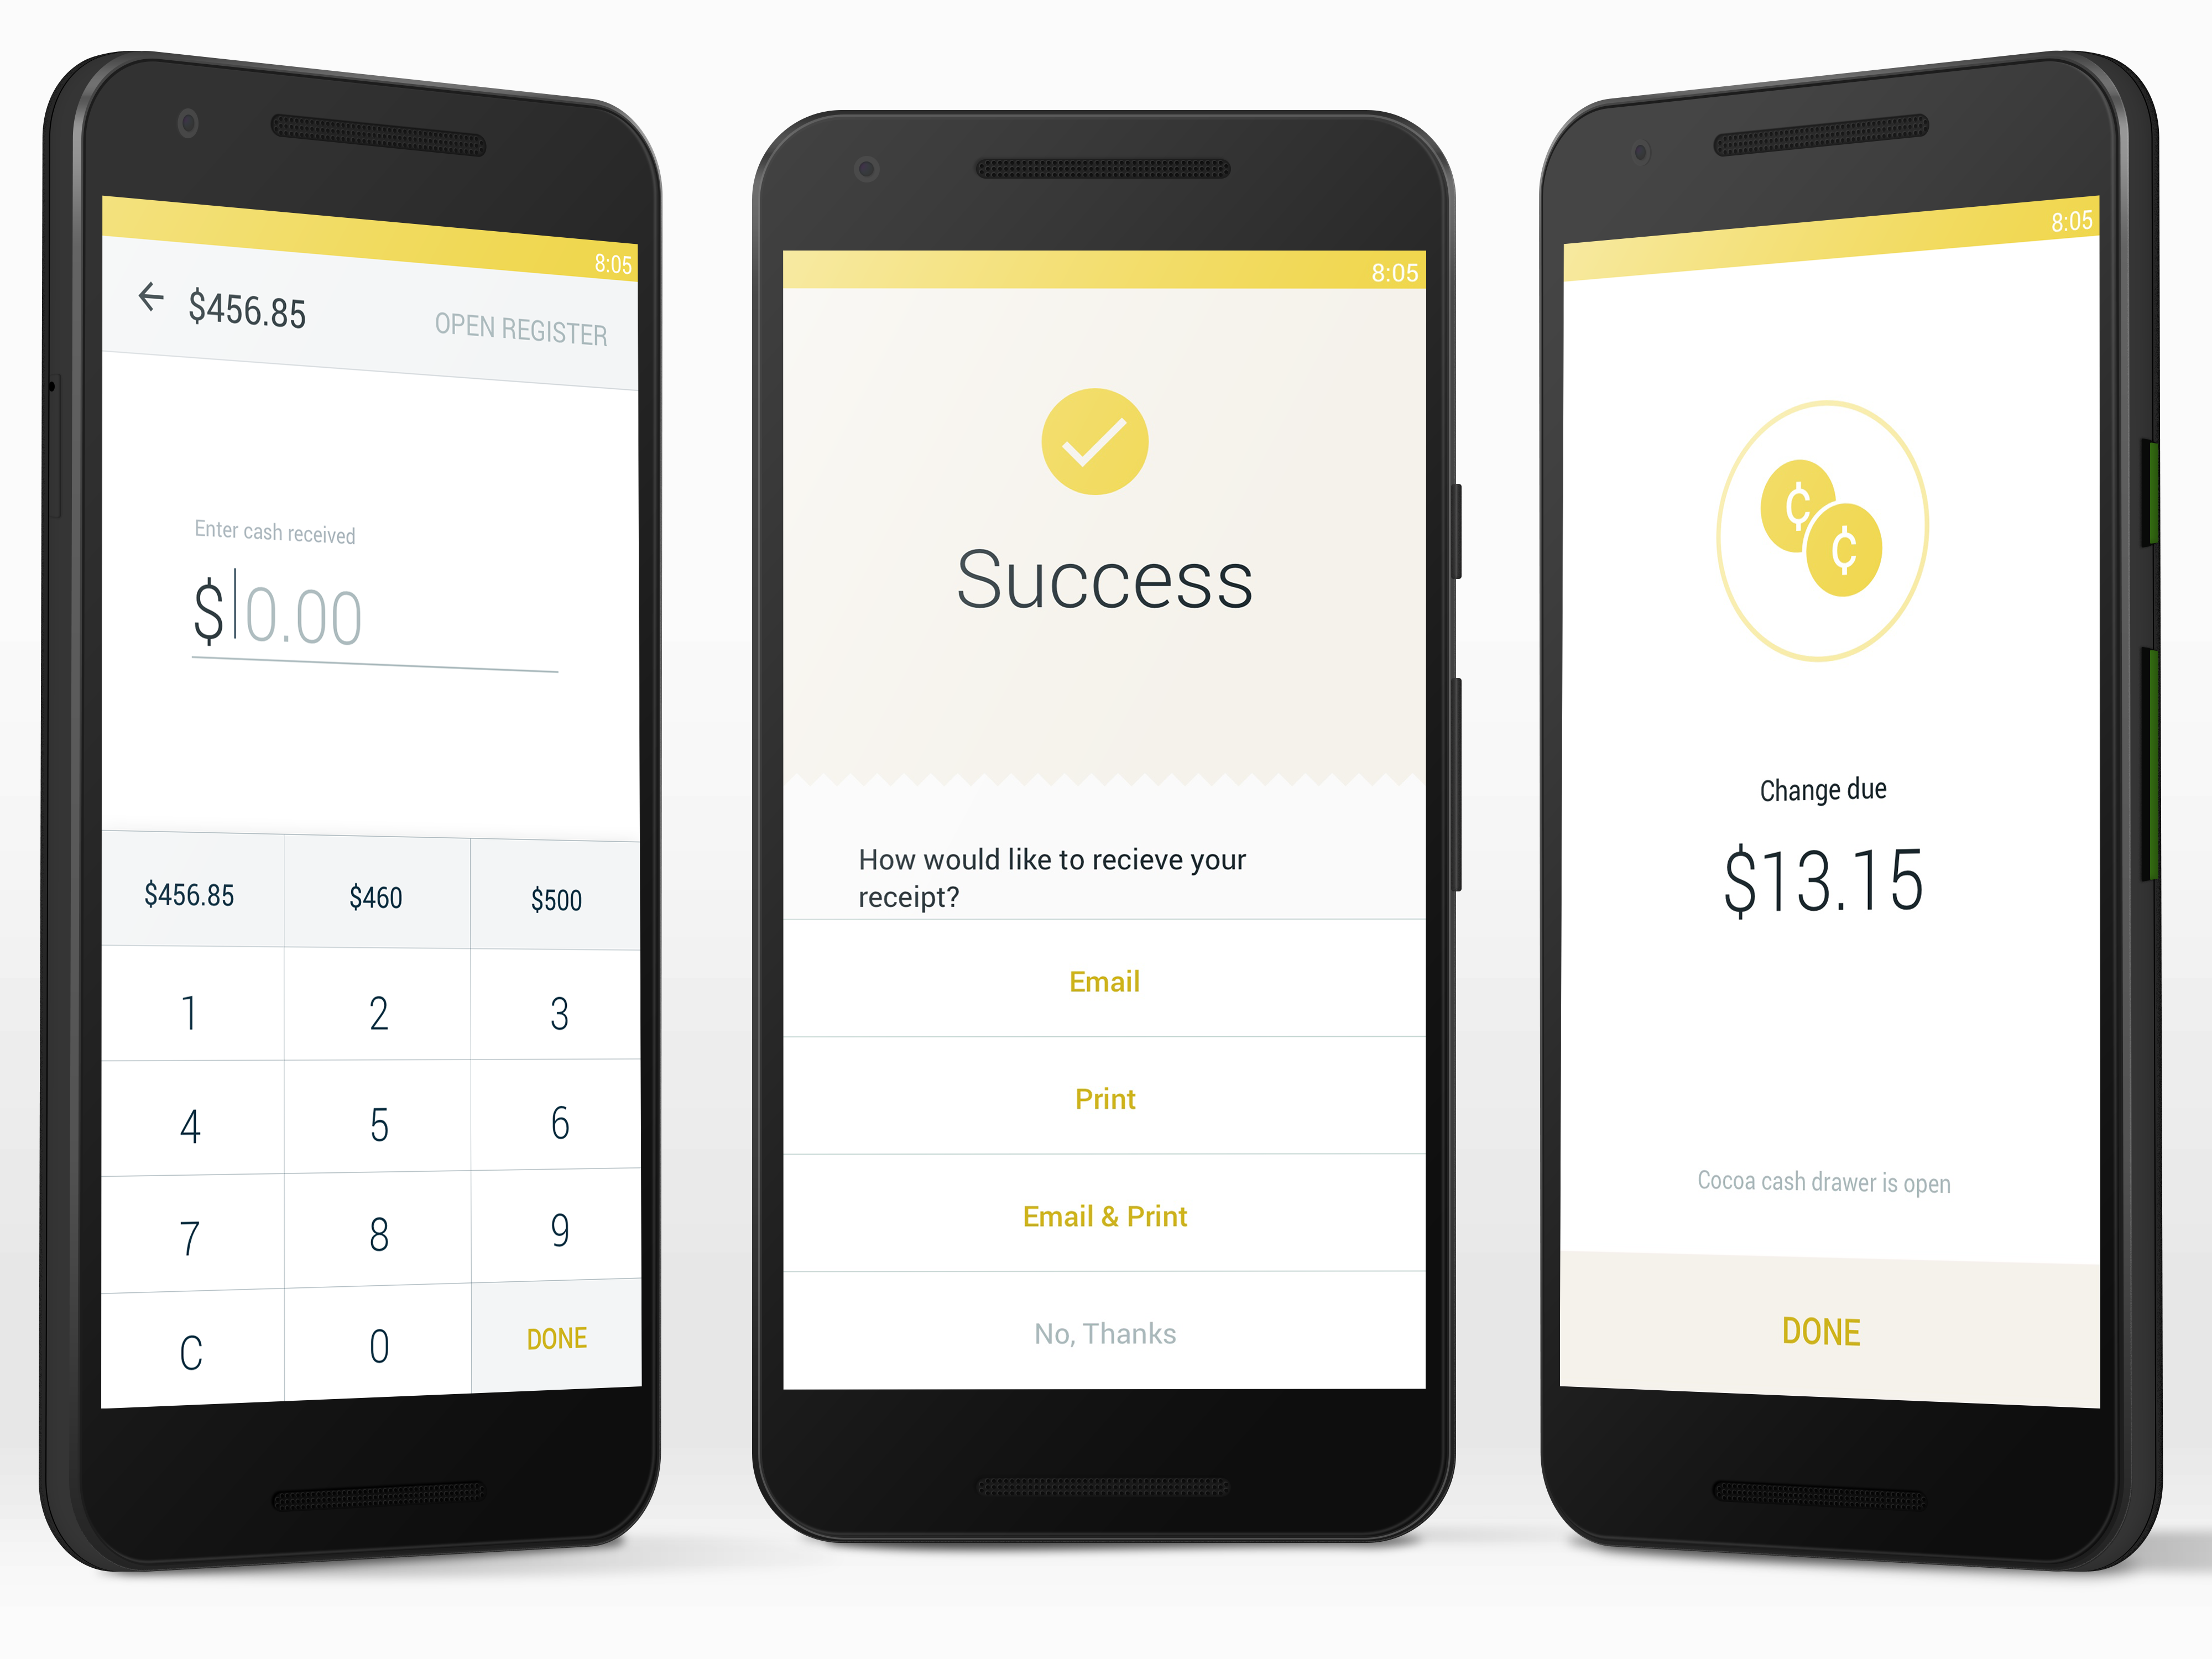 8:05
$456.85 OPEN REGISTER
Enter cash received
$ 0.00
$456.85 $460 $500
1 2 3
4 5 6
7 8 9
C 0 DONE
8:05
Success
How would like to recieve your
receipt?
Email
Print
Email & Print
No, Thanks
8:05
¢ ¢
Change due
$13.15
Cocoa cash drawer is open
DONE